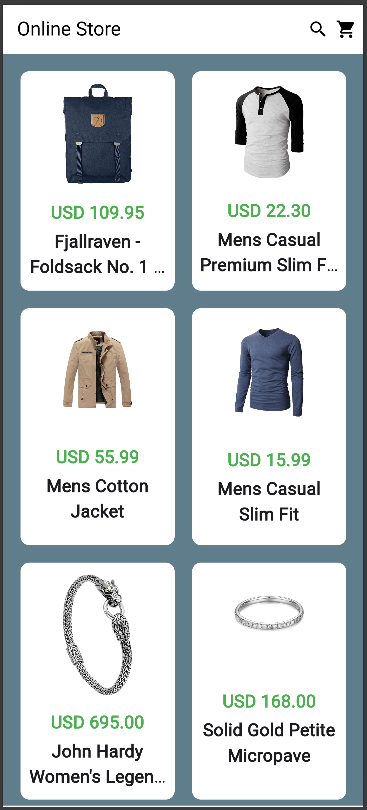 Online Store
USD 109.95
Fjallraven -
Foldsack No. 1 ...
USD 22.30
Mens Casual
Premium Slim F...
USD 55.99
Mens Cotton
Jacket
USD 15.99
Mens Casual
Slim Fit
USD 695.00
John Hardy
Women's Legen...
USD 168.00
Solid Gold Petite
Micropave